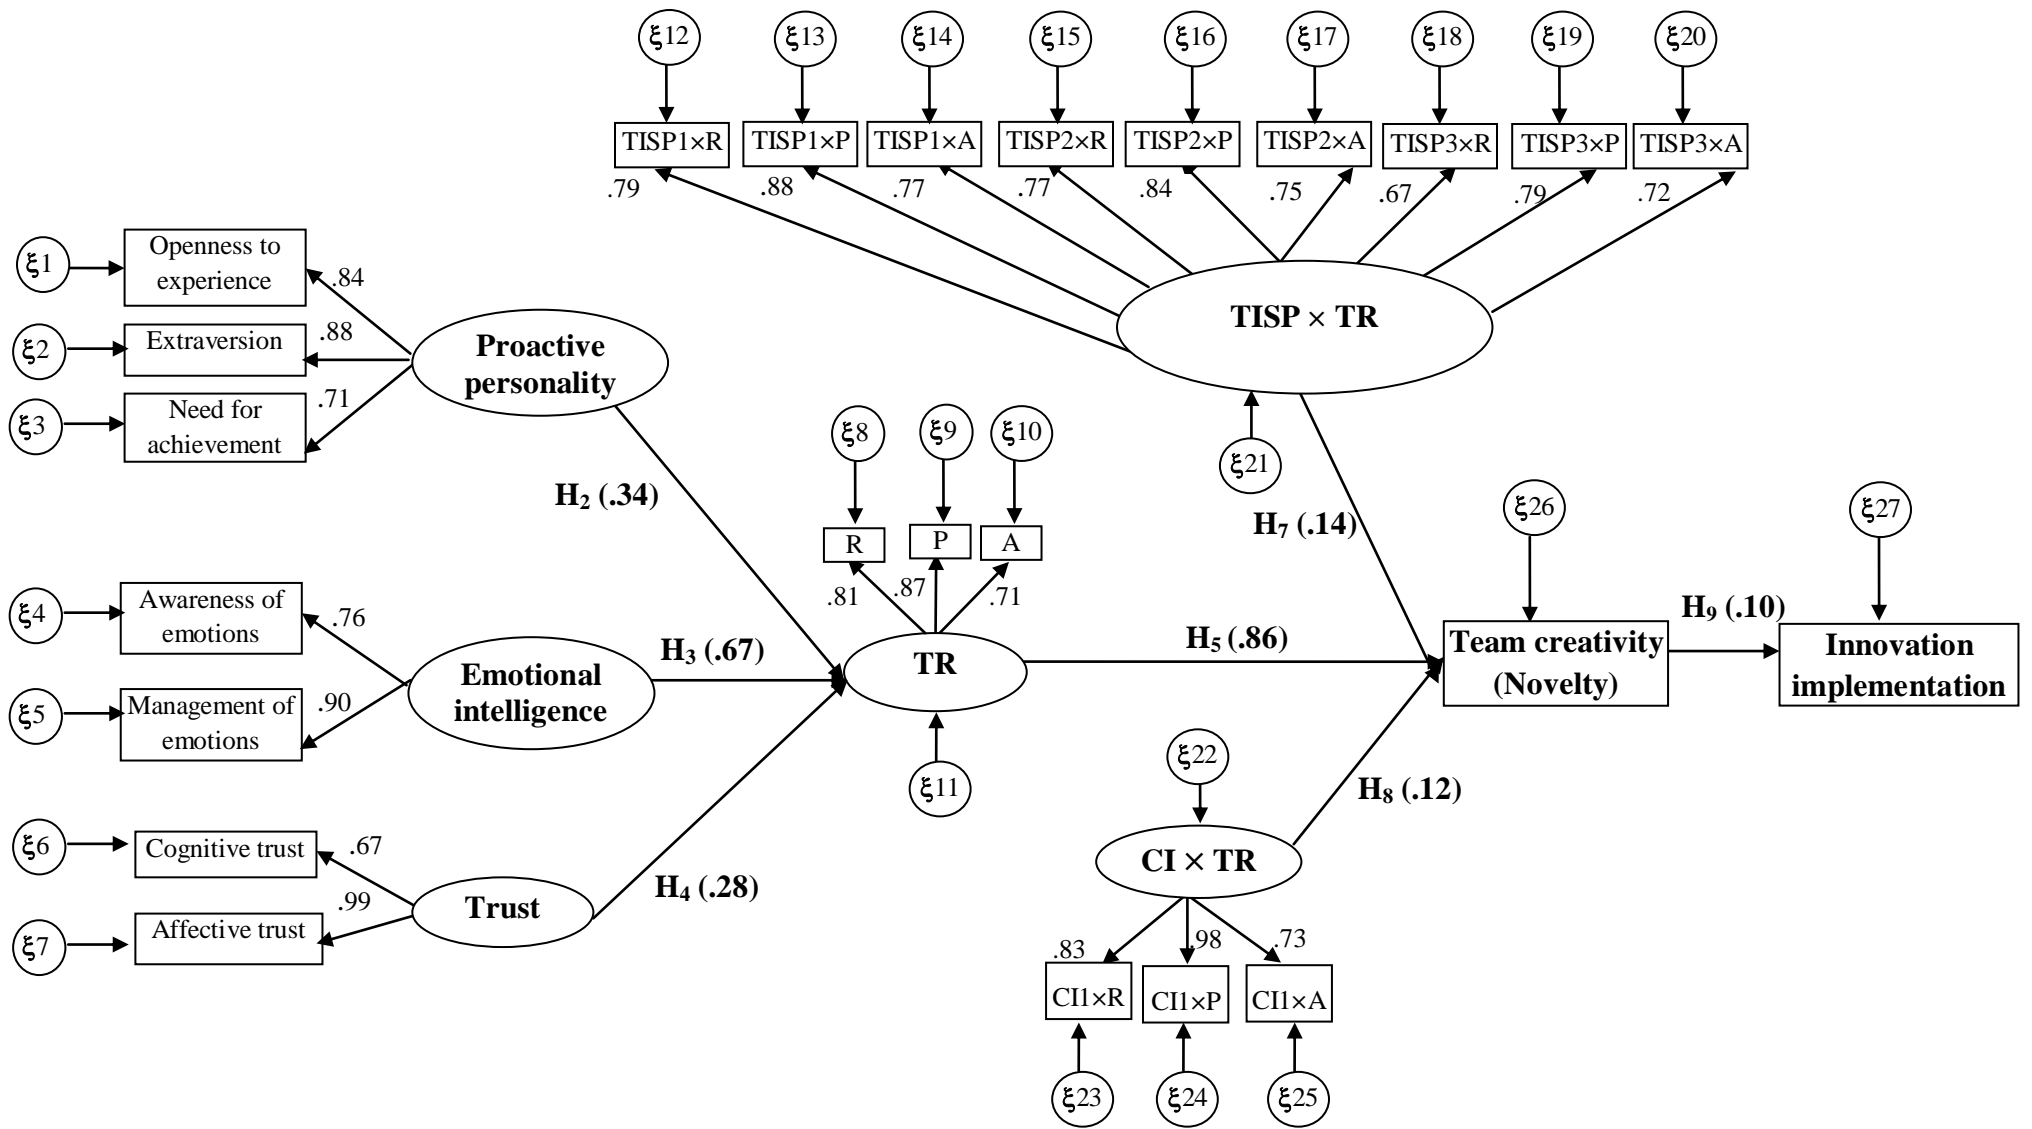 ξ12
ξ13
ξ14
ξ15
ξ16
ξ17
ξ18
ξ19
ξ20
TISP1×R
TISP1×P
TISP1×A
TISP2×R
TISP2×P
TISP2×A
TISP3×R
TISP3×P
TISP3×A
.79
.88
.77
.77
.84
.75
.67
.79
.72
ξ1
Openness to
experience
.84
ξ2
Extraversion
.88
ξ3
Need for
achievement
.71
Proactive
personality
TISP × TR
ξ21
H2 (.34)
ξ8
ξ9
ξ10
R
P
A
.81
.87
.71
H7 (.14)
ξ26
ξ27
ξ4
Awareness of
emotions
.76
ξ5
Management of
emotions
.90
Emotional
intelligence
H3 (.67)
TR
ξ11
H5 (.86)
Team creativity
(Novelty)
H9 (.10)
Innovation
implementation
ξ6
Cognitive trust
.67
ξ7
Affective trust
.99
Trust
H4 (.28)
ξ22
H8 (.12)
CI × TR
.83
.98
.73
CI1×R
CI1×P
CI1×A
ξ23
ξ24
ξ25